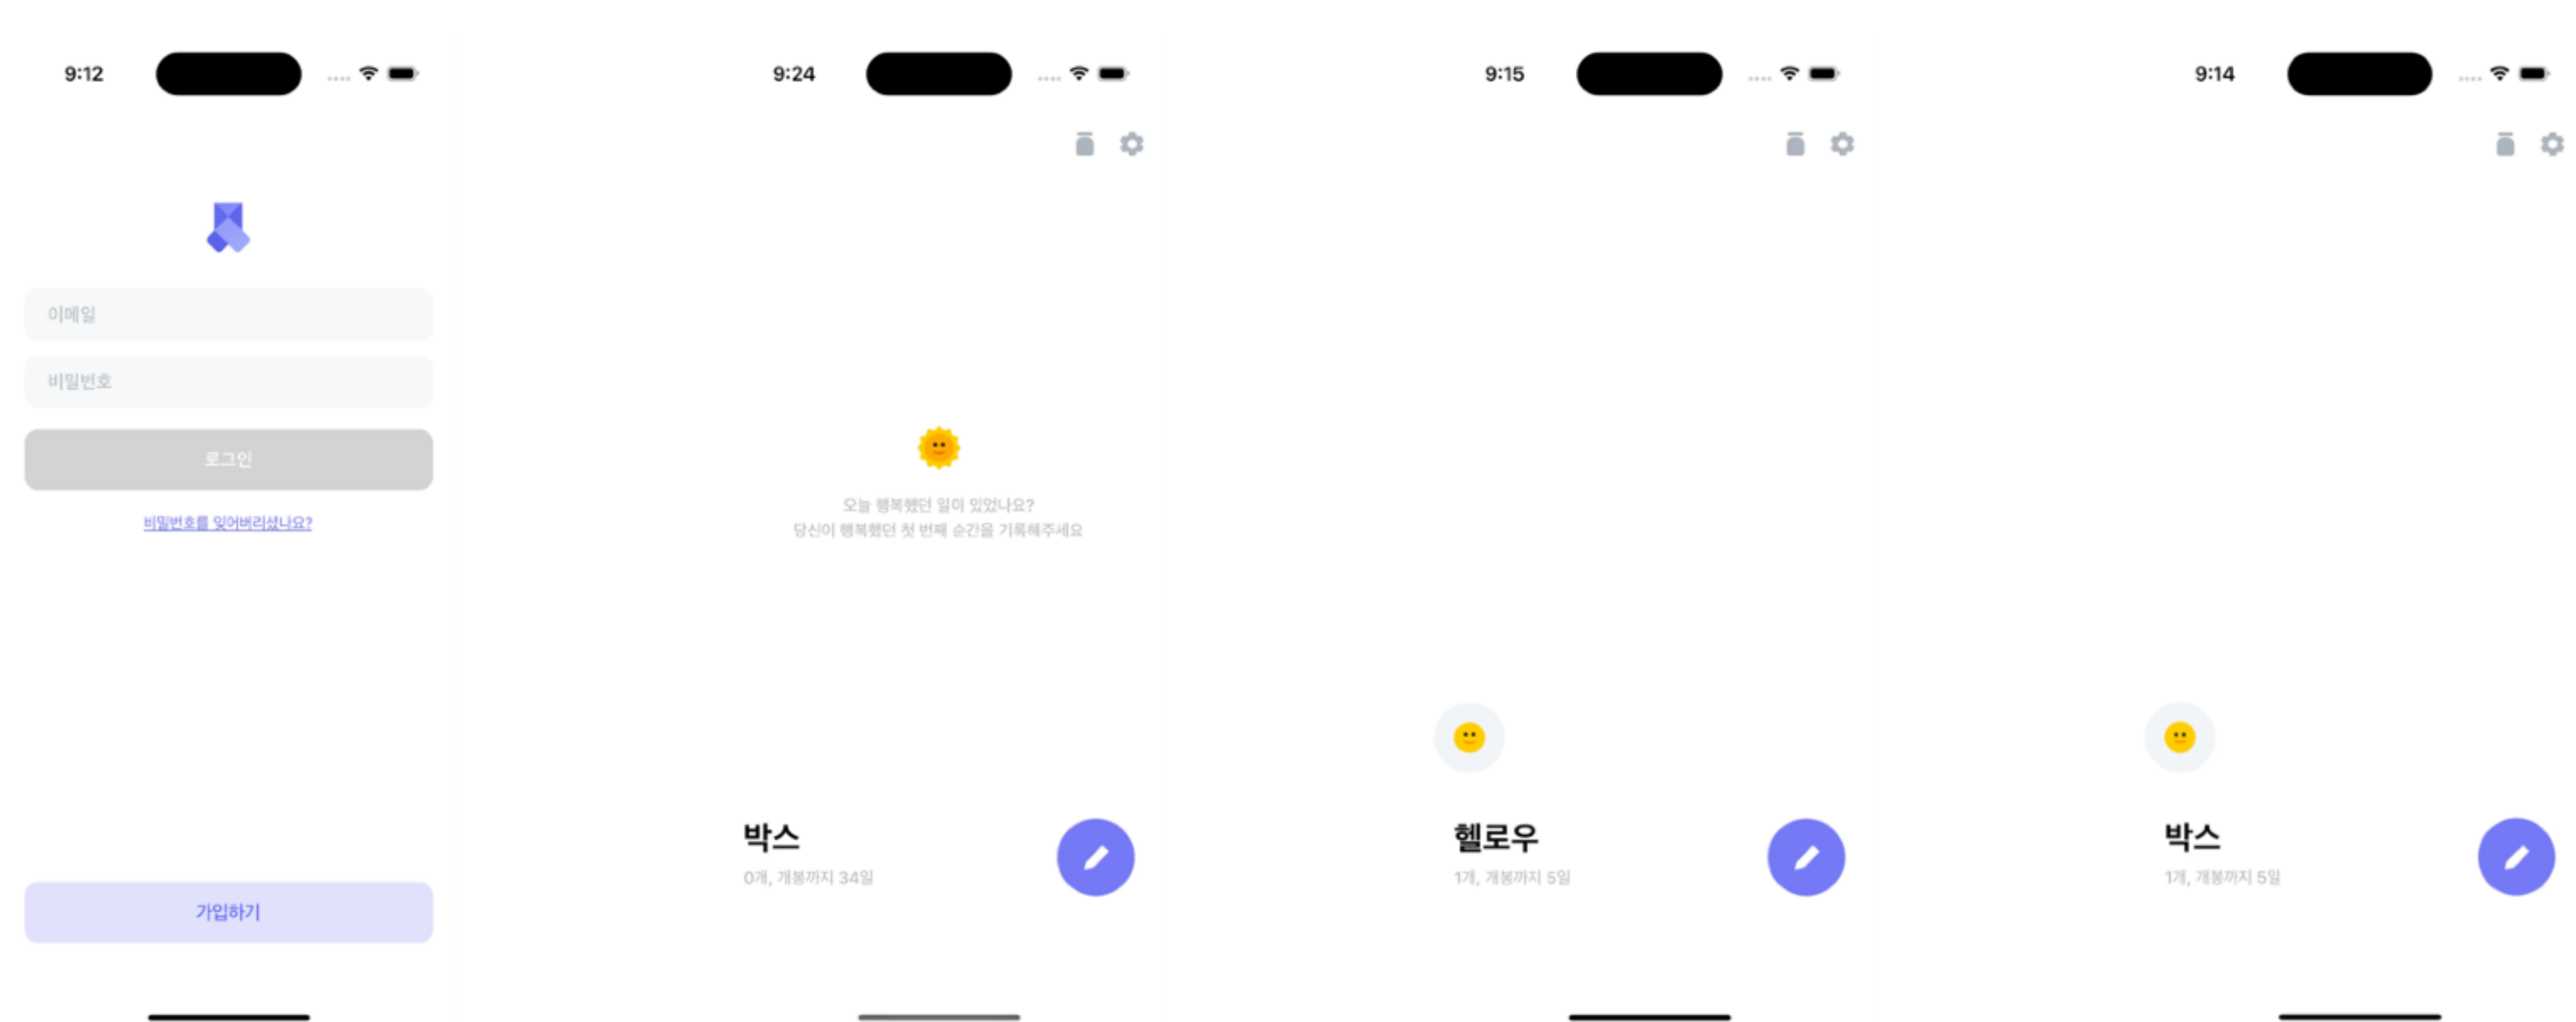 9:12
이메일
비밀번호
로그인
비밀번호를 잊어버리셨나요?
가입하기
9:24
오늘 행복했던 일이 있었나요?
당신이 행복했던 첫 번째 순간을 기록해주세요
박스
0개, 개봉까지 34일
9:15
헬로우
1개, 개봉까지 5일
9:14
박스
1개, 개봉까지 5일